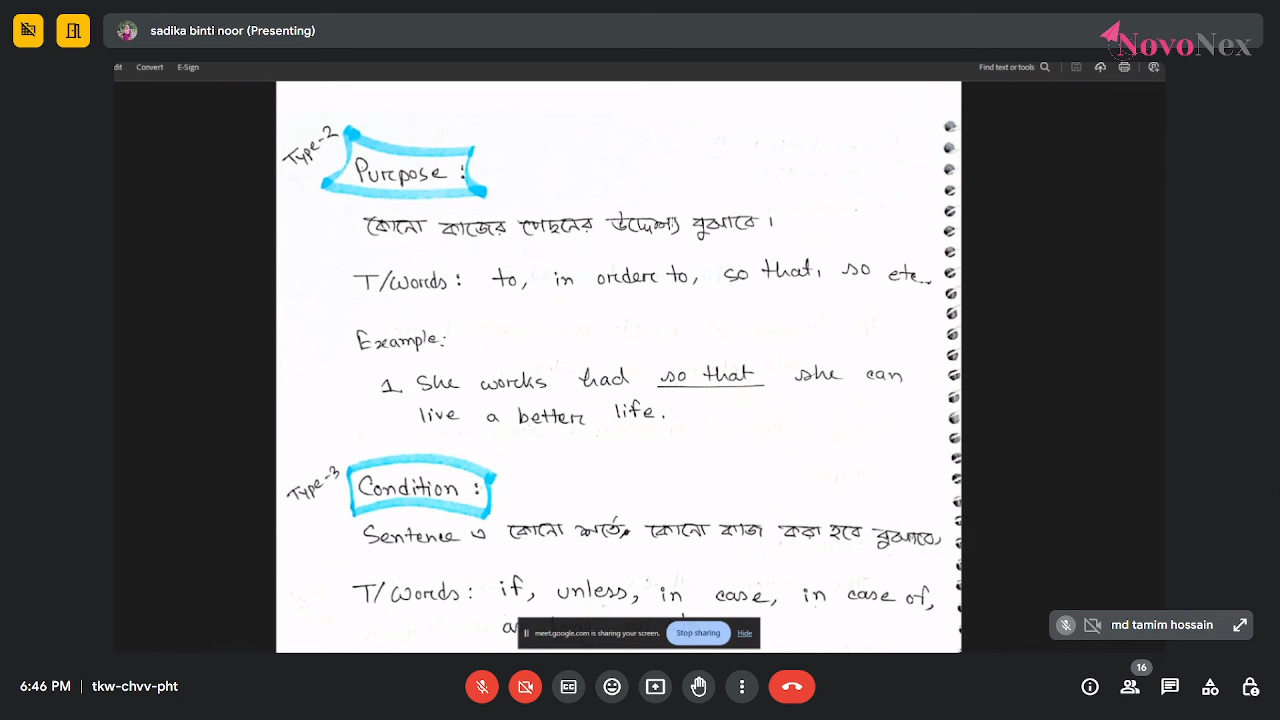 sadika binti noor (Presenting)
NovoNex
dit Convert E-Sign
Find text or tools
Type-2
Purpose :
কোনো কাজের পেছনের উদ্দেশ্য বুঝাবে।
T/Words : to, in order to, so that, so etc..
Example:
1. She works had so that she can
live a better life.
Type-3
Condition :
Sentence এ কোনো শর্তে কোনো কাজ করা হবে বুঝাবে,
T/Words : if, unless, in case, in case of,
meet.google.com is sharing your screen. Stop sharing Hide
md tamim hossain
16
6:46 PM | tkw-chvv-pht